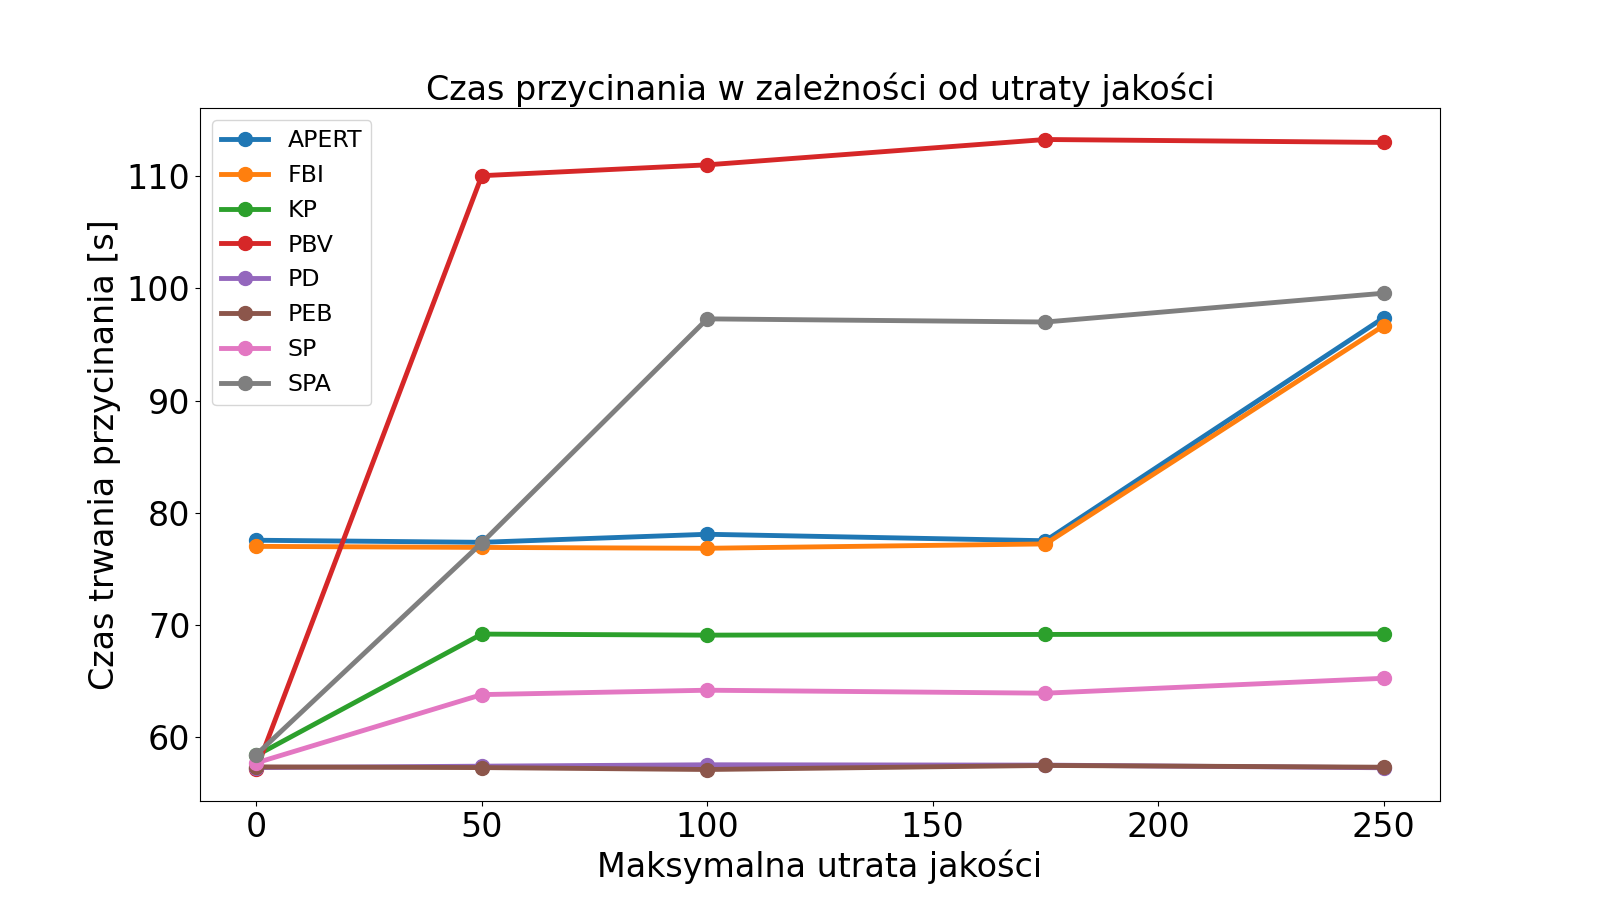 Czas przycinania w zależności od utraty jakości
APERT
FBI
KP
PBV
PD
PEB
SP
SPA
Czas trwania przycinania [s]
110
100
90
80
70
60
0 50 100 150 200 250
Maksymalna utrata jakości